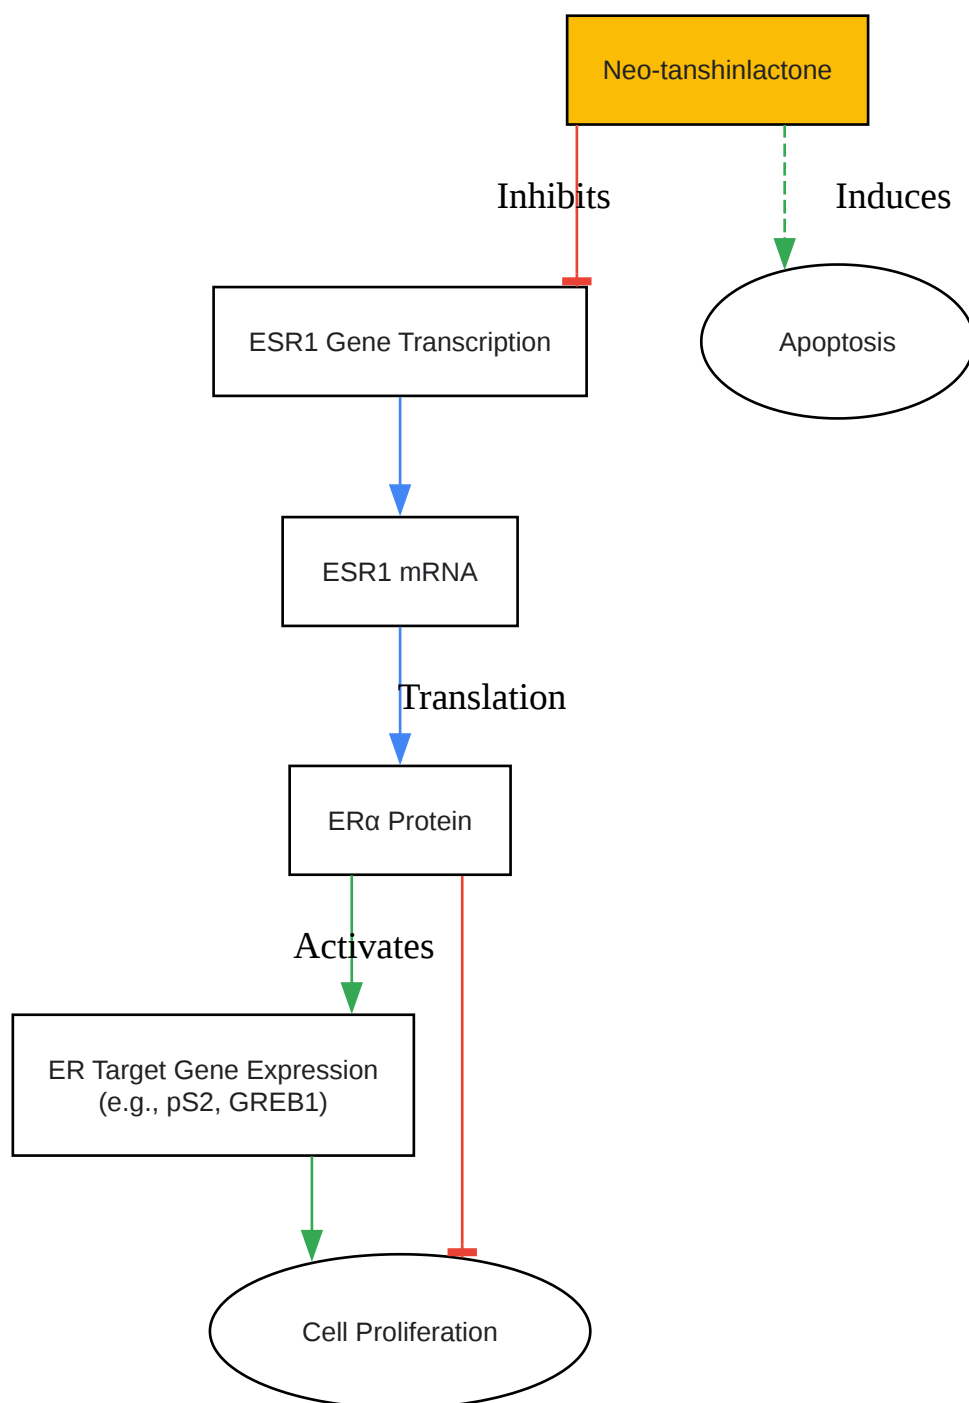 Neo-tanshinlactone
Inhibits
Induces
ESR1 Gene Transcription
Apoptosis
ESR1 mRNA
Translation
ERα Protein
Activates
ER Target Gene Expression
(e.g., pS2, GREB1)
Cell Proliferation